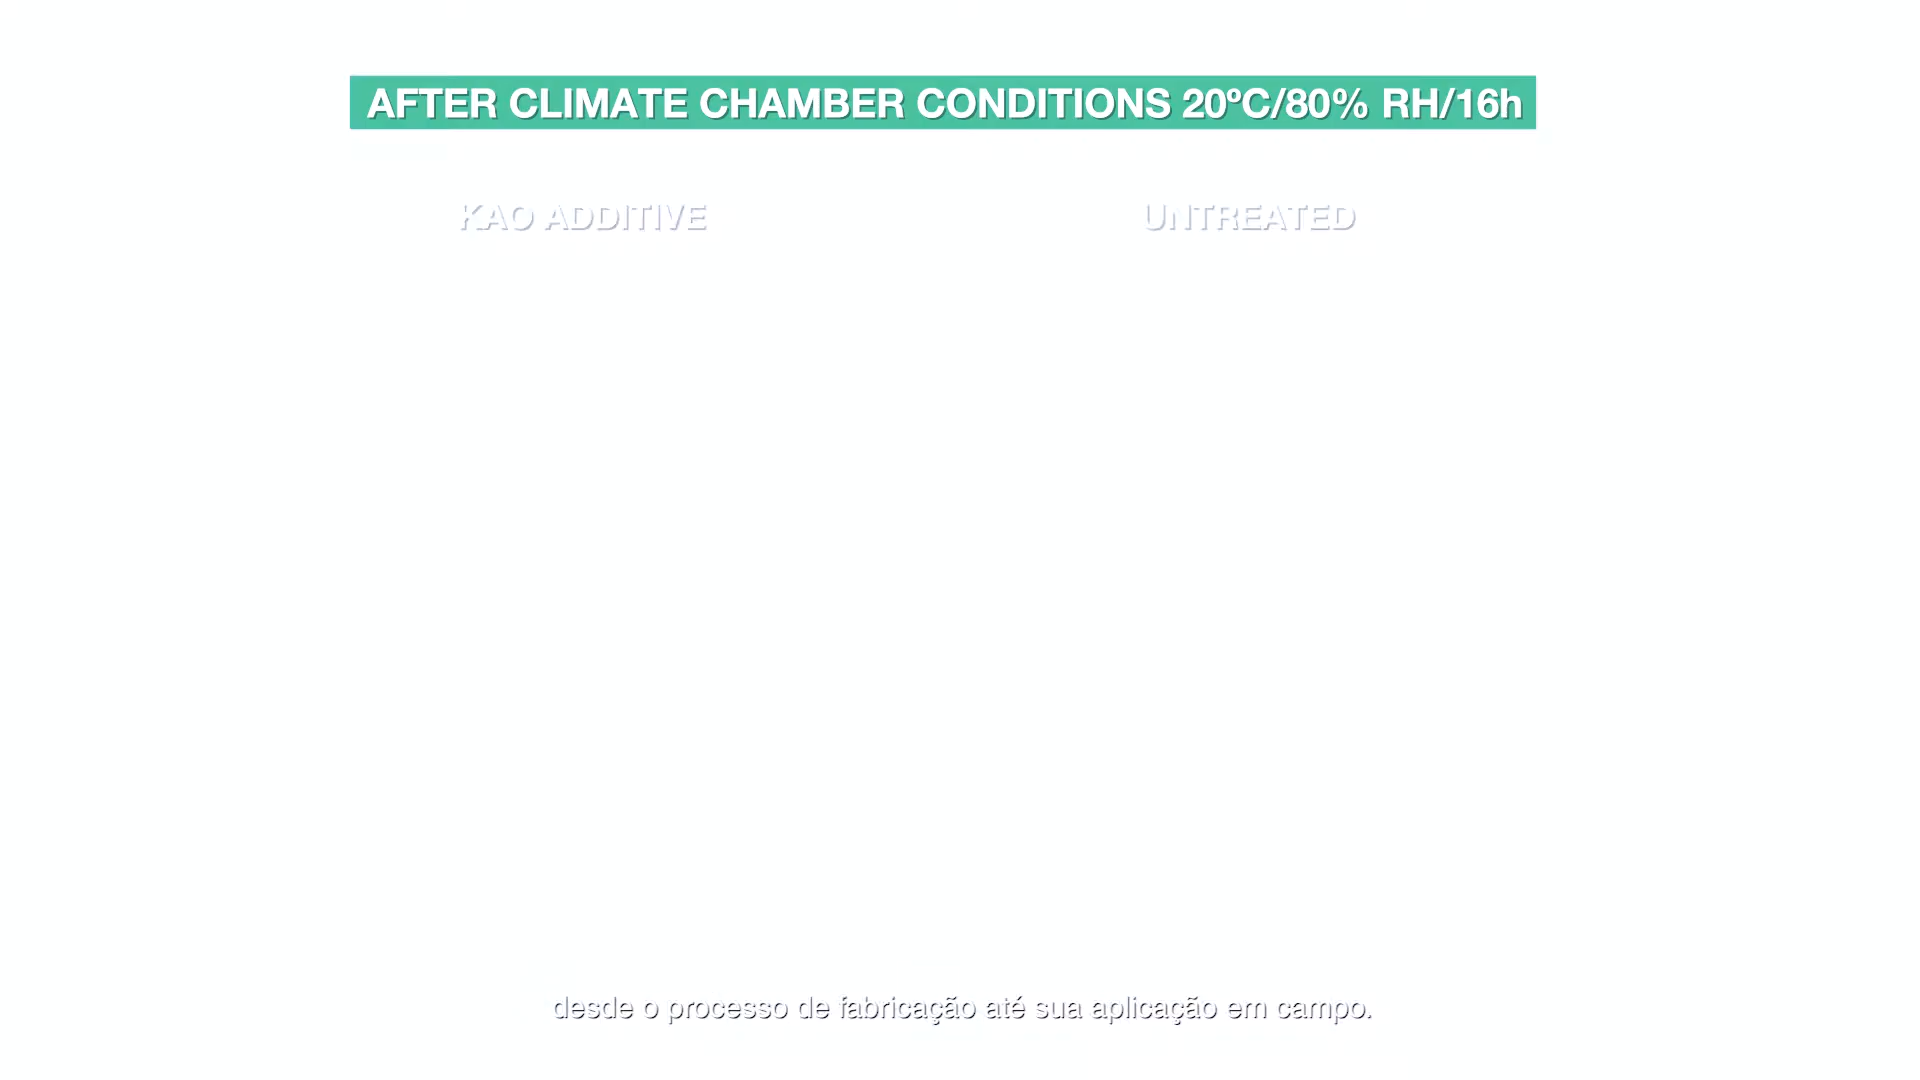 AFTER CLIMATE CHAMBER CONDITIONS 20ºC/80% RH/16h
KAO ADDITIVE
UNTREATED
desde o processo de fabricação até sua aplicação em campo.